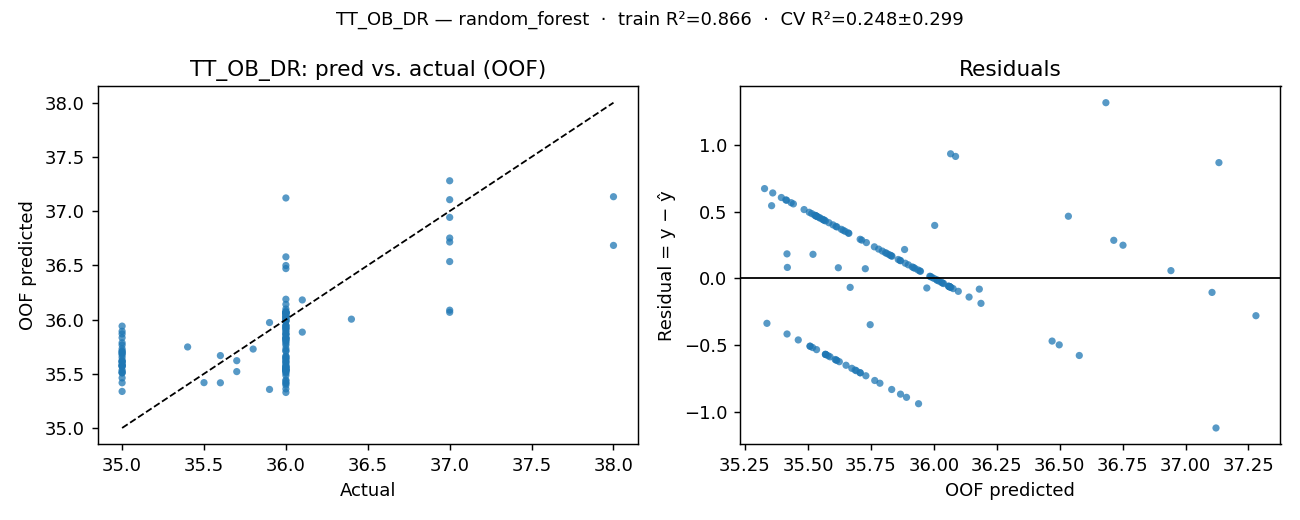 TT_OB_DR — random_forest · train R²=0.866 · CV R²=0.248±0.299
TT_OB_DR: pred vs. actual (OOF)
OOF predicted
38.0
37.5
37.0
36.5
36.0
35.5
35.0
35.0 35.5 36.0 36.5 37.0 37.5 38.0
Actual
Residuals
Residual = y − ŷ
1.0
0.5
0.0
−0.5
−1.0
35.25 35.50 35.75 36.00 36.25 36.50 36.75 37.00 37.25
OOF predicted